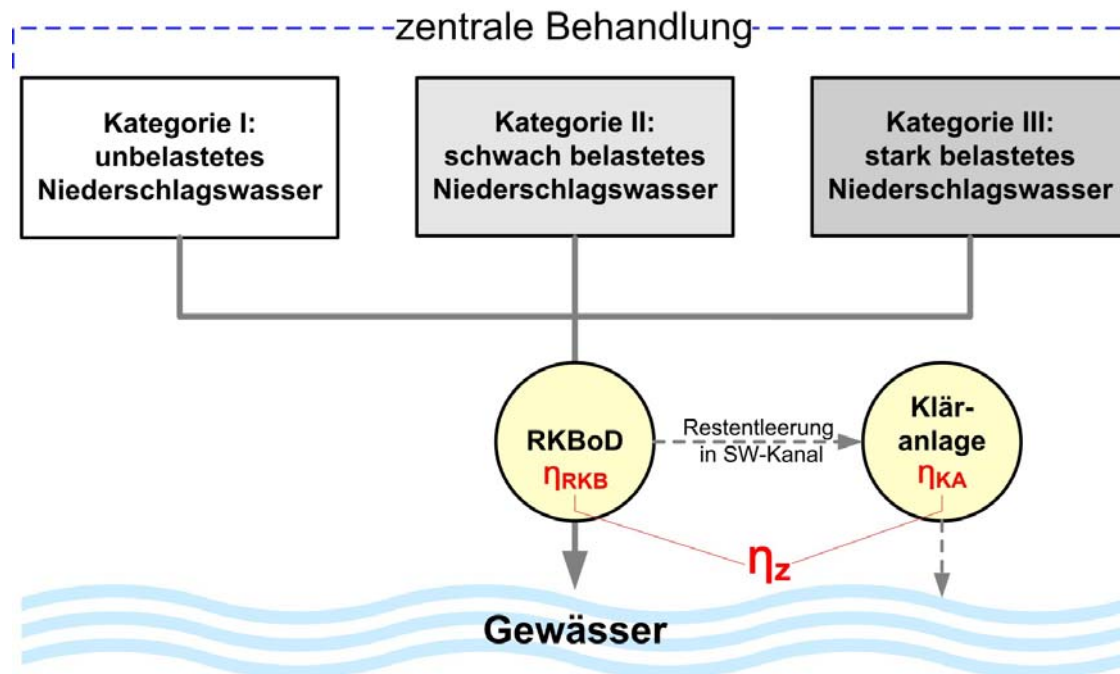 zentrale Behandlung
Kategorie I:
unbelastetes
Niederschlagswasser
Kategorie II:
schwach belastetes
Niederschlagswasser
Kategorie III:
stark belastetes
Niederschlagswasser
RKBoD
ηRKB
Restentleerung
in SW-Kanal
Klär-
anlage
ηKA
ηz
Gewässer